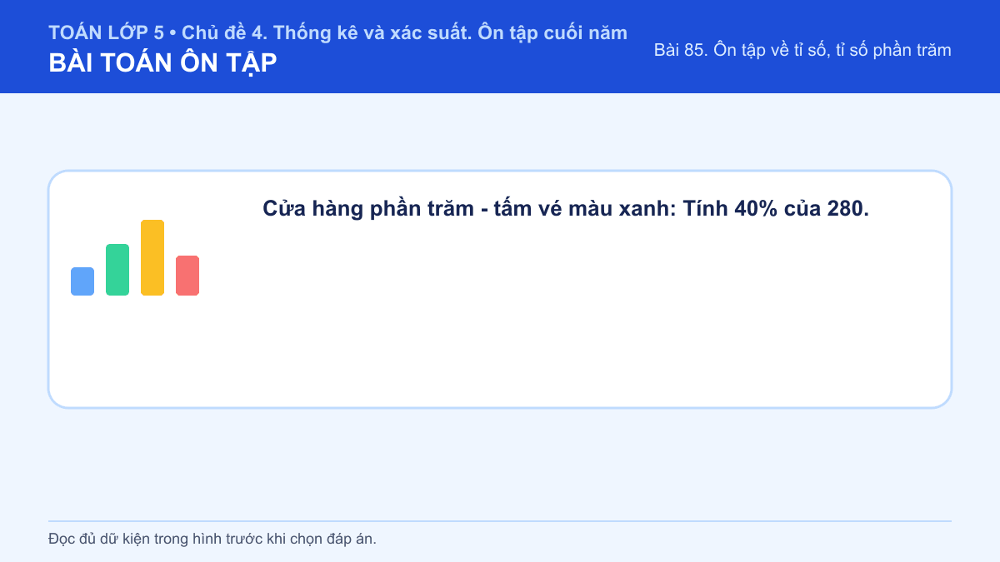 TOÁN LỚP 5 • Chủ đề 4. Thống kê và xác suất. Ôn tập cuối năm
BÀI TOÁN ÔN TẬP
Bài 85. Ôn tập về tỉ số, tỉ số phần trăm
Cửa hàng phần trăm - tấm vé màu xanh: Tính 40% của 280.
Đọc đủ dữ kiện trong hình trước khi chọn đáp án.